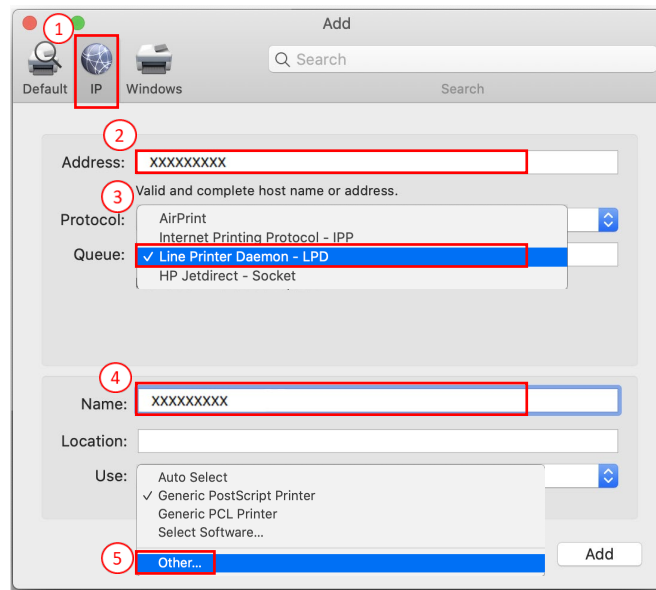 Add
1
Search
Default
IP
Windows
Search
2
Address:
xxxxxxxxx
Valid and complete host name or address.
3
Protocol:
AirPrint
Internet Printing Protocol - IPP
Queue:
✓ Line Printer Daemon - LPD
HP Jetdirect - Socket
4
Name:
xxxxxxxxx
Location:
Use:
Auto Select
✓ Generic PostScript Printer
Generic PCL Printer
Select Software...
5
Other...
Add